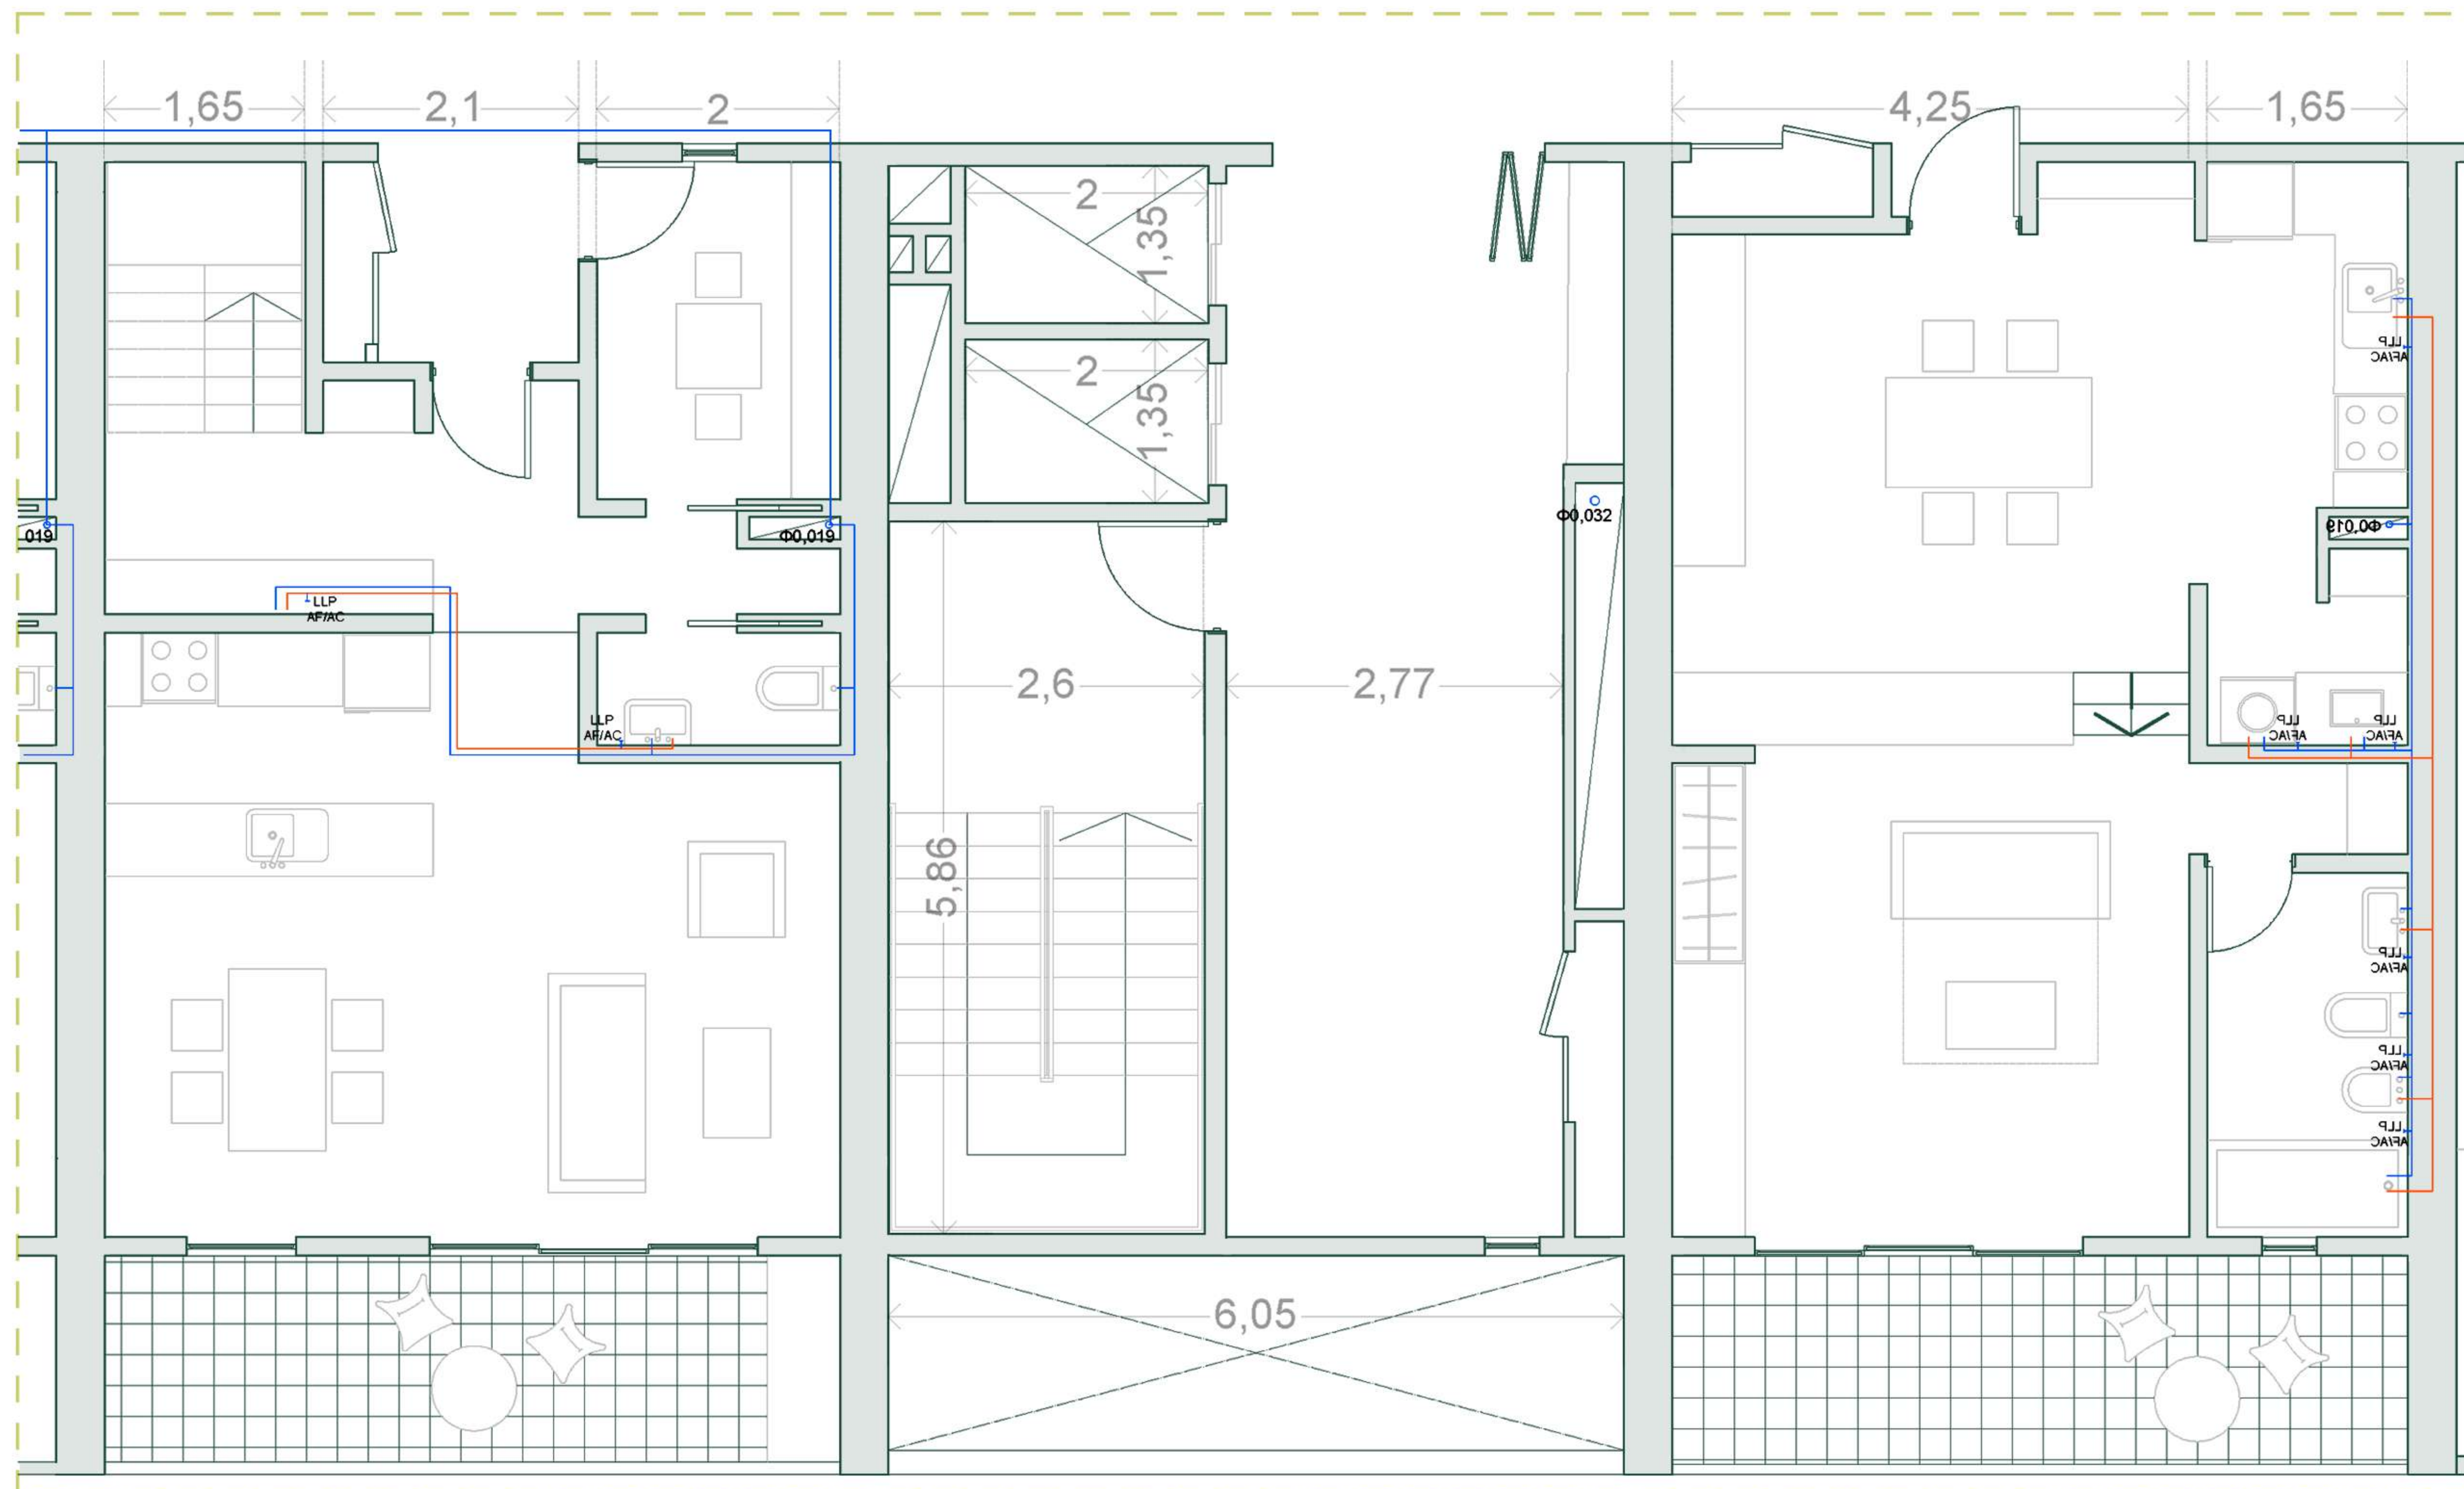 1,65
2,1
2
4,25
1,65
2
1,35
2
1,35
LLP
AF/AC
019
Φ0,019
Φ0,032
Φ0,019
LLP
AF/AC
LLP
AF/AC
2,6
2,77
LLP
AF/AC
LLP
AF/AC
5,86
LLP
AF/AC
LLP
AF/AC
LLP
AF/AC
6,05